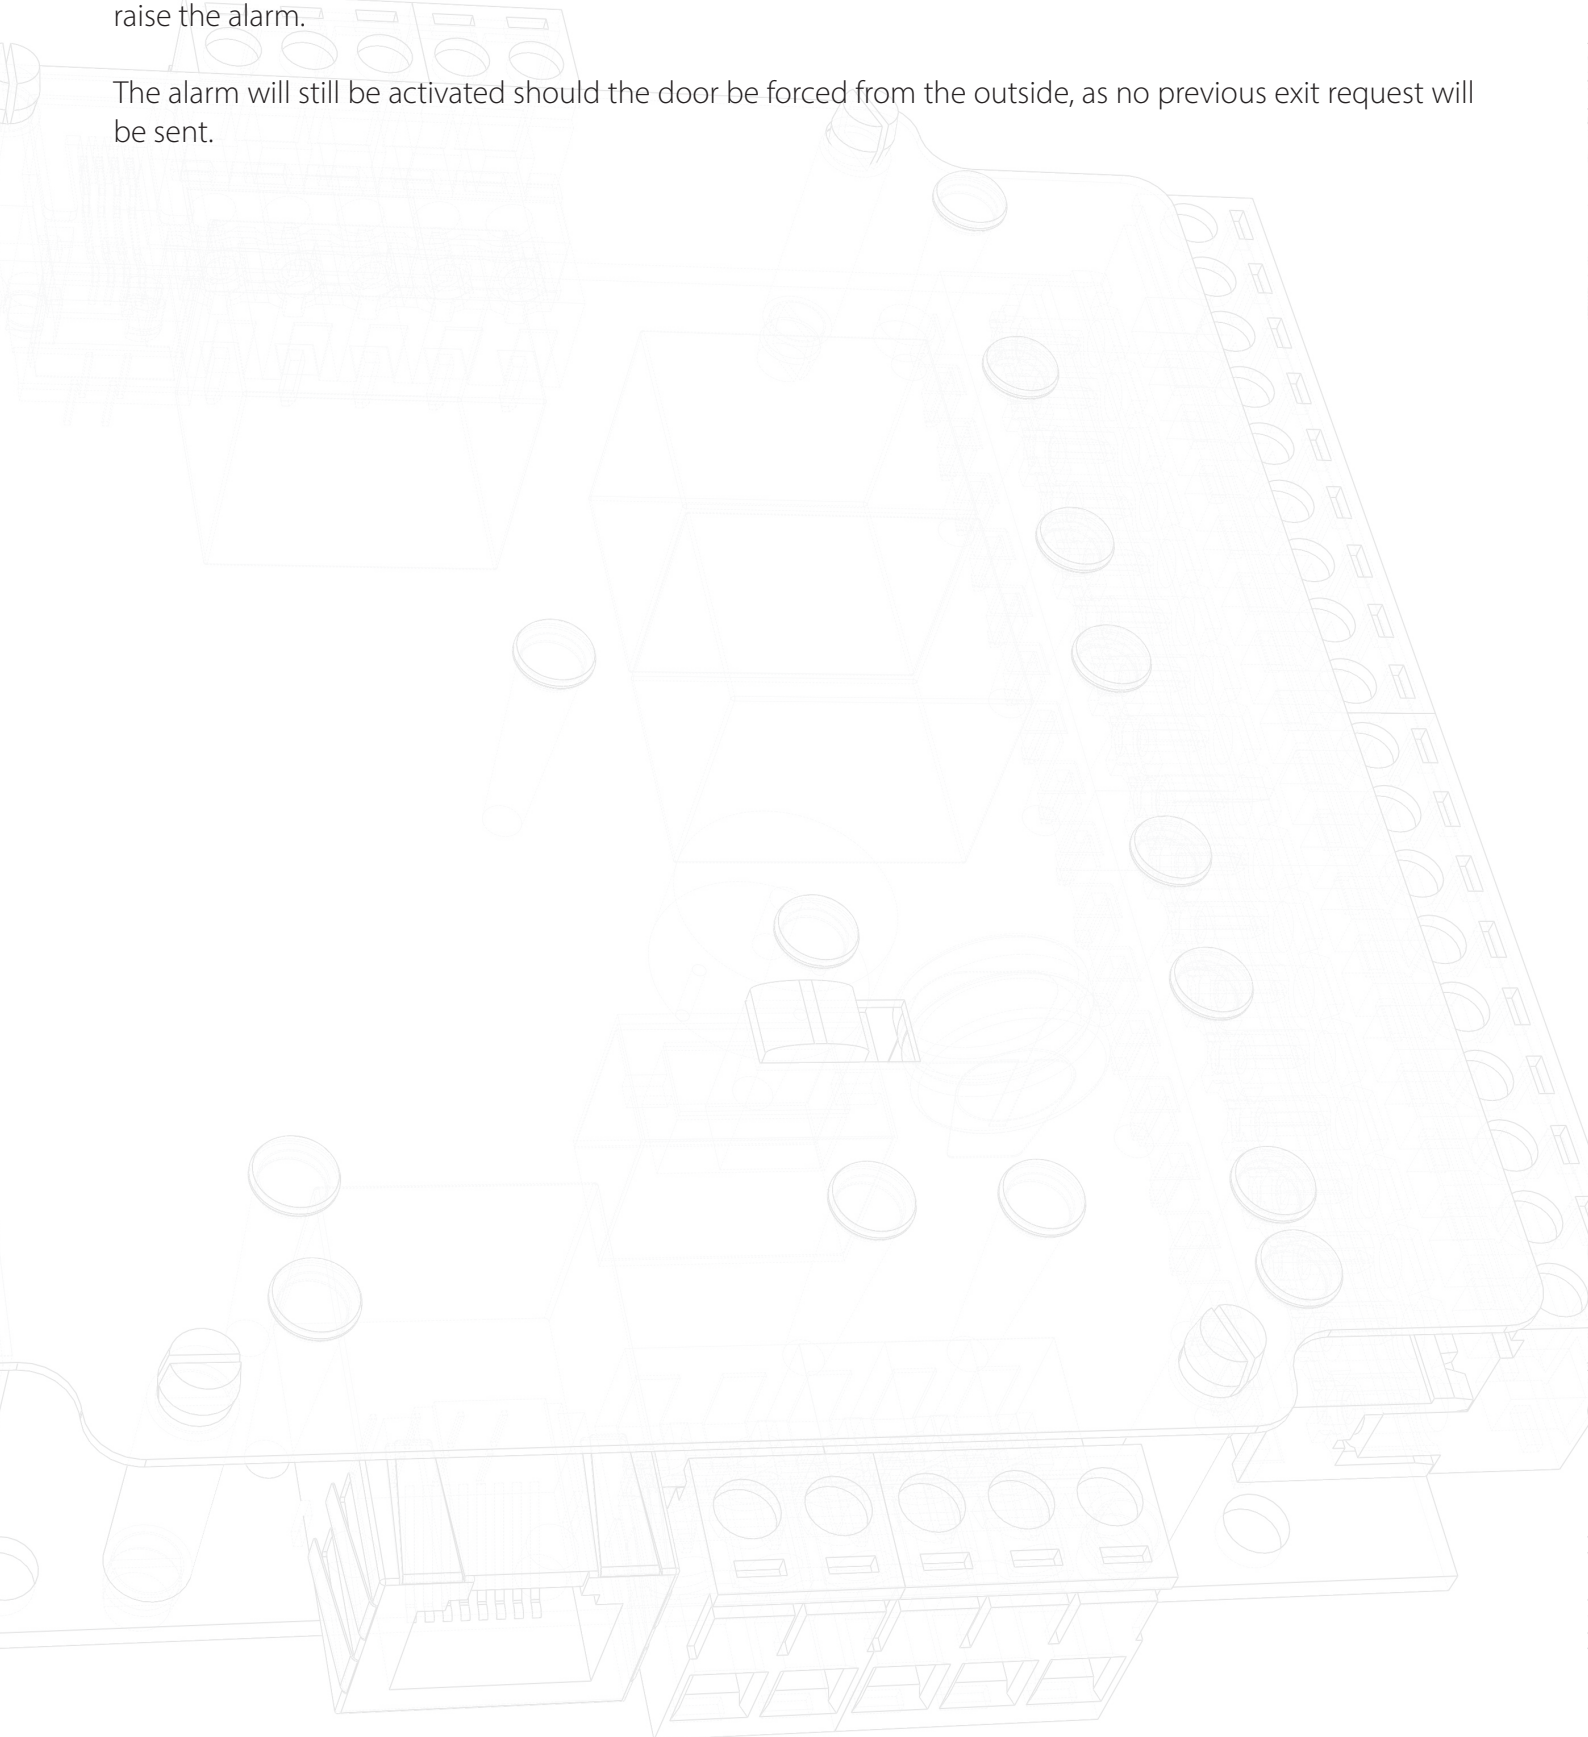 raise the alarm.
The alarm will still be activated should the door be forced from the outside, as no previous exit request will
be sent.